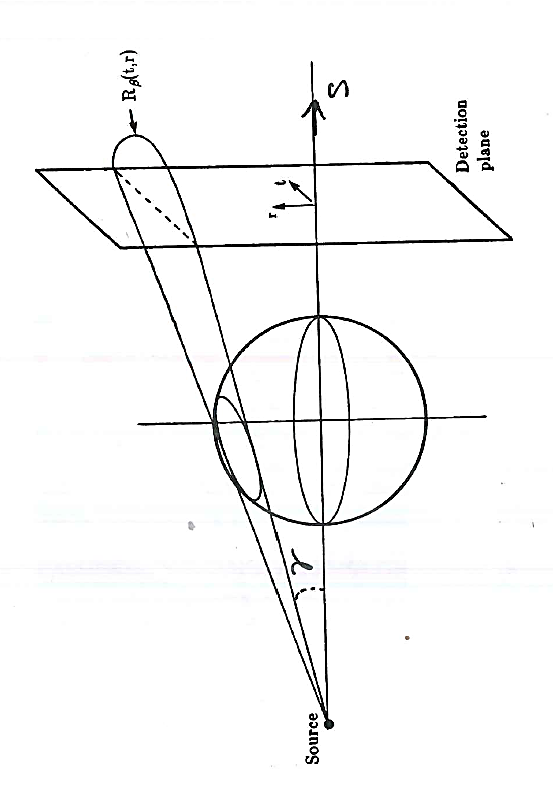 R_β(t,r)
S
Detection
plane
r
t
γ
Source